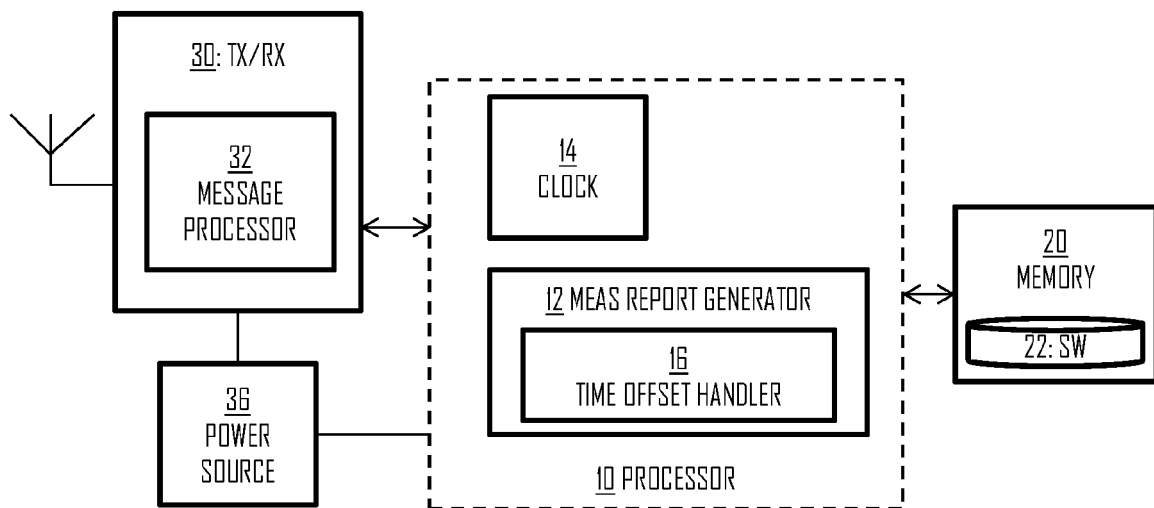 30: TX/RX
32
MESSAGE
PROCESSOR
14
CLOCK
12 MEAS REPORT GENERATOR
16
TIME OFFSET HANDLER
10 PROCESSOR
20
MEMORY
22: SW
36
POWER
SOURCE